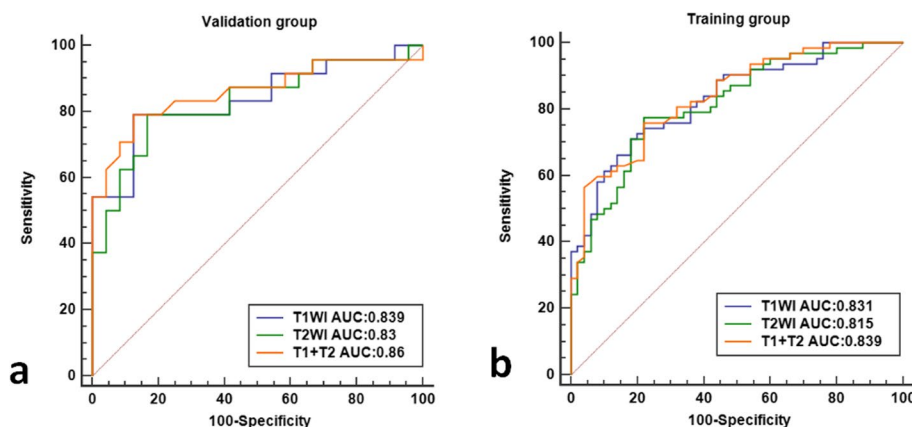 Validation group
100
80
60
40
20
0
Sensitivity
T1WI AUC:0.839
T2WI AUC:0.83
T1+T2 AUC:0.86
0 20 40 60 80 100
100-Specificity
a
Training group
100
80
60
40
20
0
Sensitivity
T1WI AUC:0.831
T2WI AUC:0.815
T1+T2 AUC:0.839
0 20 40 60 80 100
100-Specificity
b